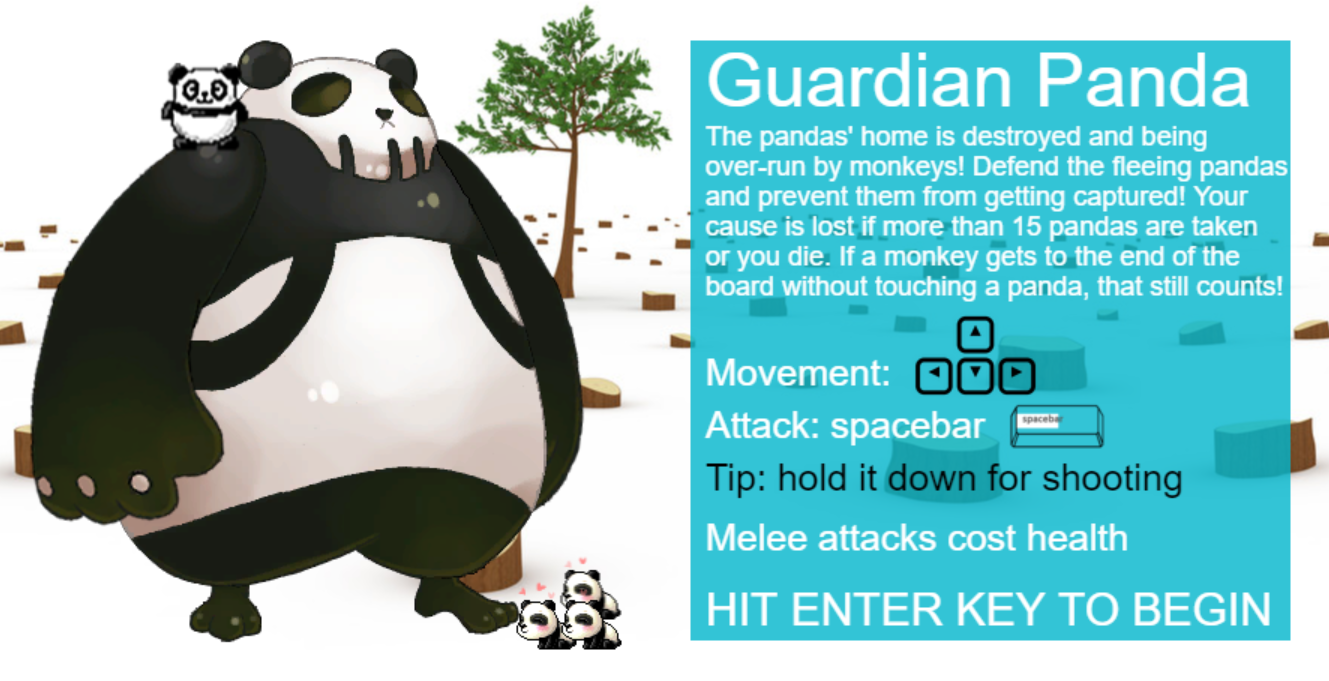 Guardian Panda
The pandas' home is destroyed and being
over-run by monkeys! Defend the fleeing pandas
and prevent them from getting captured! Your
cause is lost if more than 15 pandas are taken
or you die. If a monkey gets to the end of the
board without touching a panda, that still counts!
Movement:
Attack: spacebar
spacebar
Tip: hold it down for shooting
Melee attacks cost health
HIT ENTER KEY TO BEGIN